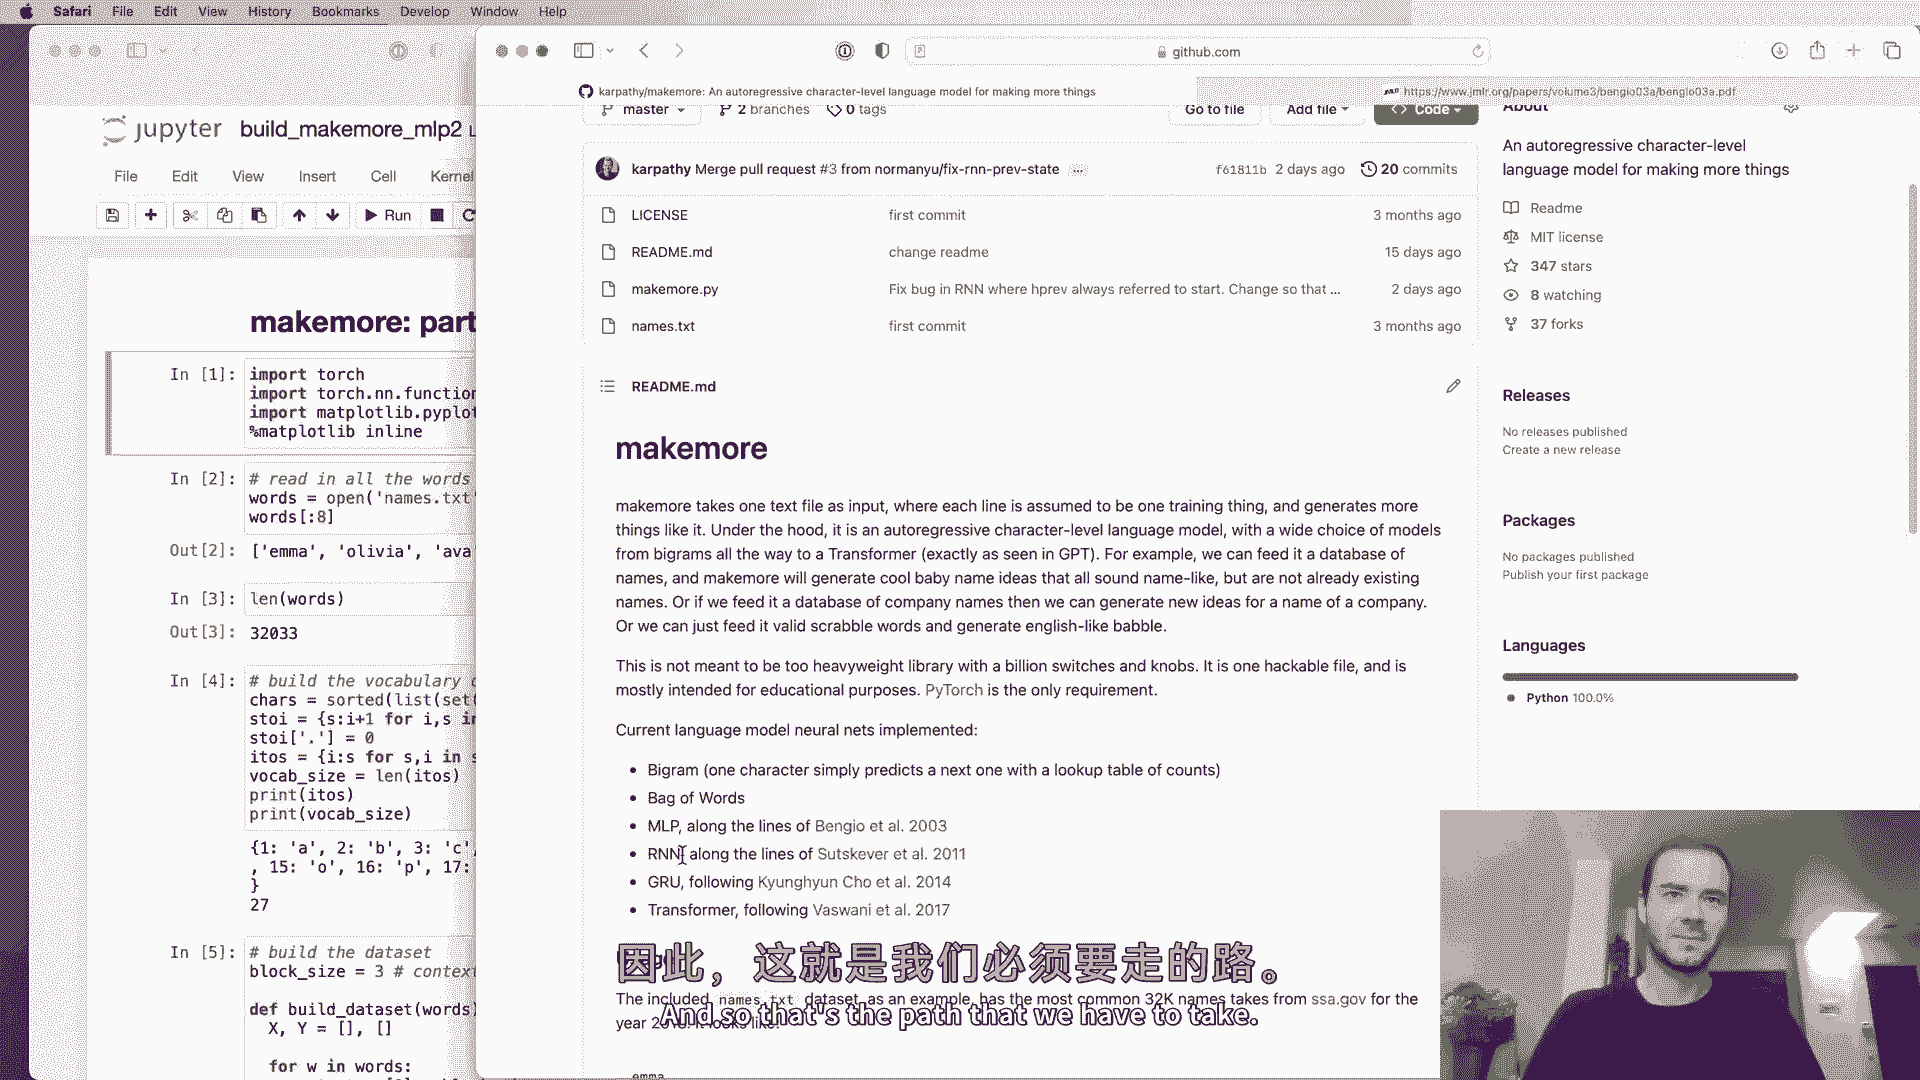 Safari File Edit View History Bookmarks Develop Window Help
jupyter build_makemore_mlp2
File Edit View Insert Cell Kernel
Run
makemore: part
In [1]: import torch
import torch.nn.function
import matplotlib.pyplot
%matplotlib inline
In [2]: # read in all the words
words = open('names.txt'
words[:8]
Out[2]: ['emma', 'olivia', 'ava
In [3]: len(words)
Out[3]: 32033
In [4]: # build the vocabulary
chars = sorted(list(set(
stoi = {s:i+1 for i,s in
stoi['.'] = 0
itos = {i:s for s,i in s
vocab_size = len(itos)
print(itos)
print(vocab_size)
{1: 'a', 2: 'b', 3: 'c',
, 15: 'o', 16: 'p', 17:
}
27
In [5]: # build the dataset
block_size = 3 # contex
def build_dataset(words)
X, Y = [], []
for w in words:
github.com
karpathy/makemore: An autoregressive character-level language model for making more things
https://www.jmlr.org/papers/volume3/bengio03a/bengio03a.pdf
master 2 branches 0 tags Go to file Add file Code
karpathy Merge pull request #3 from normanyu/fix-rnn-prev-state ... f61811b 2 days ago 20 commits
LICENSE first commit 3 months ago
README.md change readme 15 days ago
makemore.py Fix bug in RNN where hprev always referred to start. Change so that ... 2 days ago
names.txt first commit 3 months ago
README.md
makemore
makemore takes one text file as input, where each line is assumed to be one training thing, and generates more
things like it. Under the hood, it is an autoregressive character-level language model, with a wide choice of models
from bigrams all the way to a Transformer (exactly as seen in GPT). For example, we can feed it a database of
names, and makemore will generate cool baby name ideas that all sound name-like, but are not already existing
names. Or if we feed it a database of company names then we can generate new ideas for a name of a company.
Or we can just feed it valid scrabble words and generate english-like babble.
This is not meant to be too heavyweight library with a billion switches and knobs. It is one hackable file, and is
mostly intended for educational purposes. PyTorch is the only requirement.
Current language model neural nets implemented:
Bigram (one character simply predicts a next one with a lookup table of counts)
Bag of Words
MLP, along the lines of Bengio et al. 2003
RNN, along the lines of Sutskever et al. 2011
GRU, following Kyunghyun Cho et al. 2014
Transformer, following Vaswani et al. 2017
因此，这就是我们必须要走的路。
The included names.txt dataset, as an example, has the most common 32K names takes from ssa.gov for the
year
And so that's the path that we have to take.
emma
About
An autoregressive character-level
language model for making more things
Readme
MIT license
347 stars
8 watching
37 forks
Releases
No releases published
Create a new release
Packages
No packages published
Publish your first package
Languages
Python 100.0%